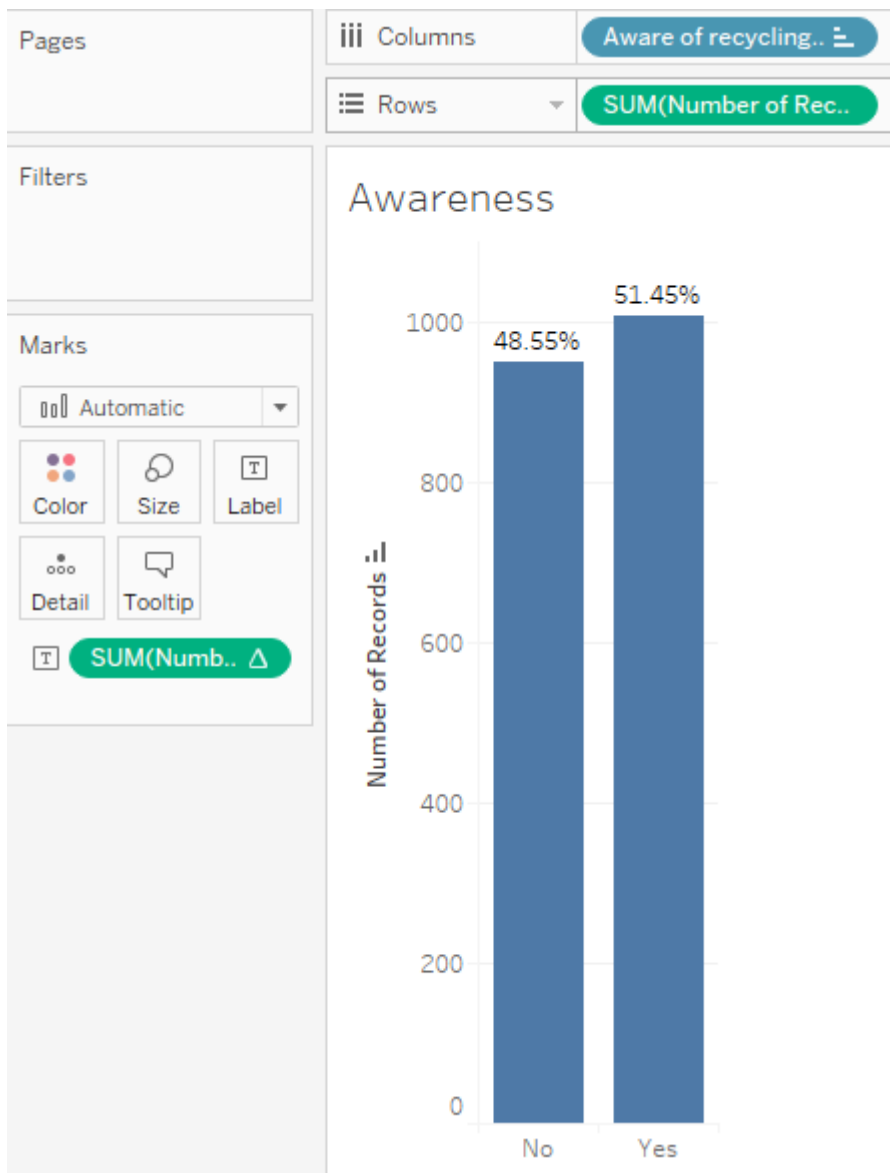 Pages
Columns
Aware of recycling..
Rows
SUM(Number of Rec..
Filters
Marks
Automatic
Color
Size
Label
Detail
Tooltip
SUM(Numb..
Awareness
51.45%
48.55%
1000
800
600
400
200
0
Number of Records
No
Yes